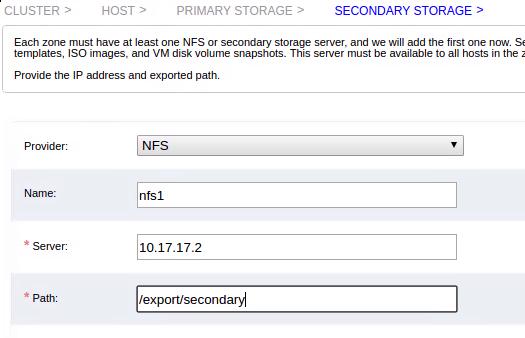 CLUSTER > HOST > PRIMARY STORAGE > SECONDARY STORAGE >
Each zone must have at least one NFS or secondary storage server, and we will add the first one now. Se
templates, ISO images, and VM disk volume snapshots. This server must be available to all hosts in the z
Provide the IP address and exported path.
Provider: NFS
Name: nfs1
* Server: 10.17.17.2
* Path: /export/secondary